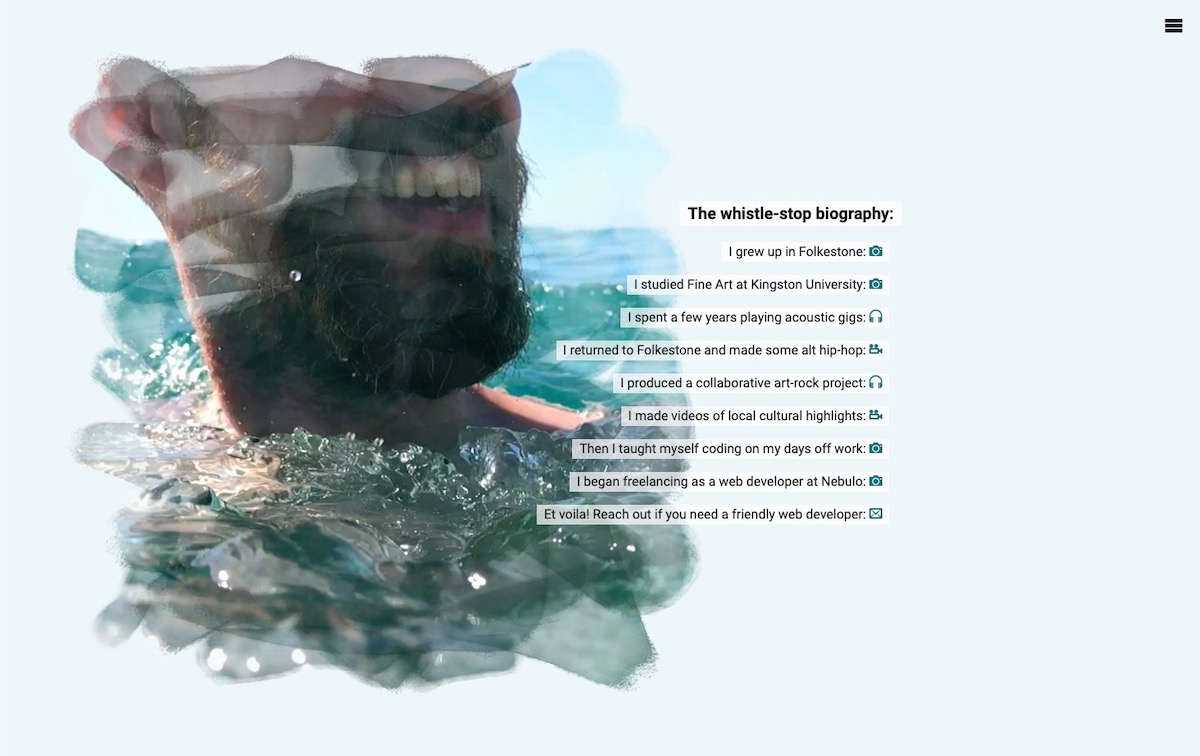 The whistle-stop biography:
I grew up in Folkestone:
I studied Fine Art at Kingston University:
I spent a few years playing acoustic gigs:
I returned to Folkestone and made some alt hip-hop:
I produced a collaborative art-rock project:
I made videos of local cultural highlights:
Then I taught myself coding on my days off work:
I began freelancing as a web developer at Nebulo:
Et voila! Reach out if you need a friendly web developer: